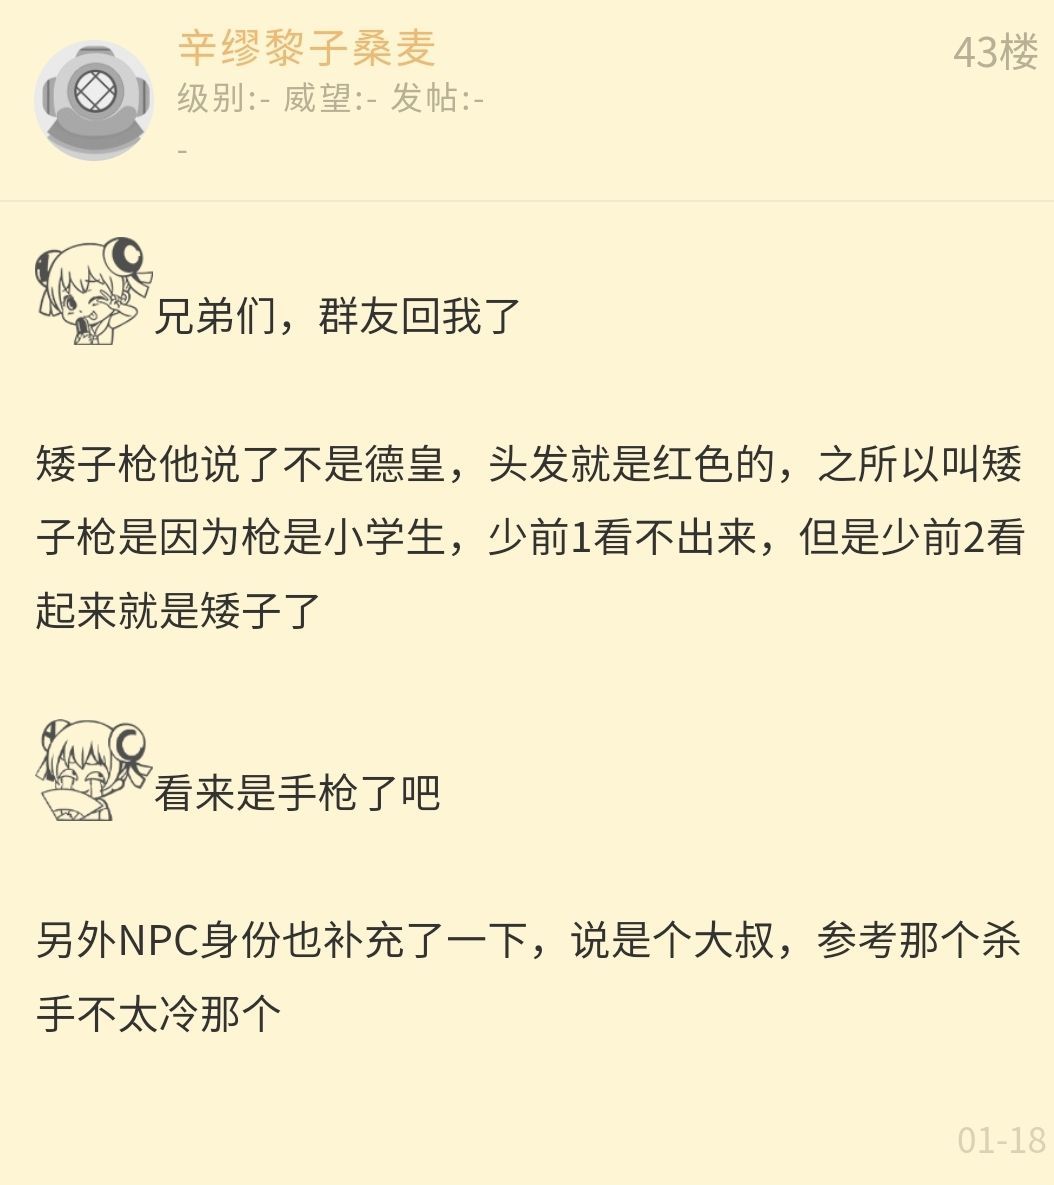 辛缪黎子桑麦
43楼
级别:- 威望:- 发帖:-
-
兄弟们，群友回我了
矮子枪他说了不是德皇，头发就是红色的，之所以叫矮
子枪是因为枪是小学生，少前1看不出来，但是少前2看
起来就是矮子了
看来是手枪了吧
另外NPC身份也补充了一下，说是个大叔，参考那个杀
手不太冷那个
01-18